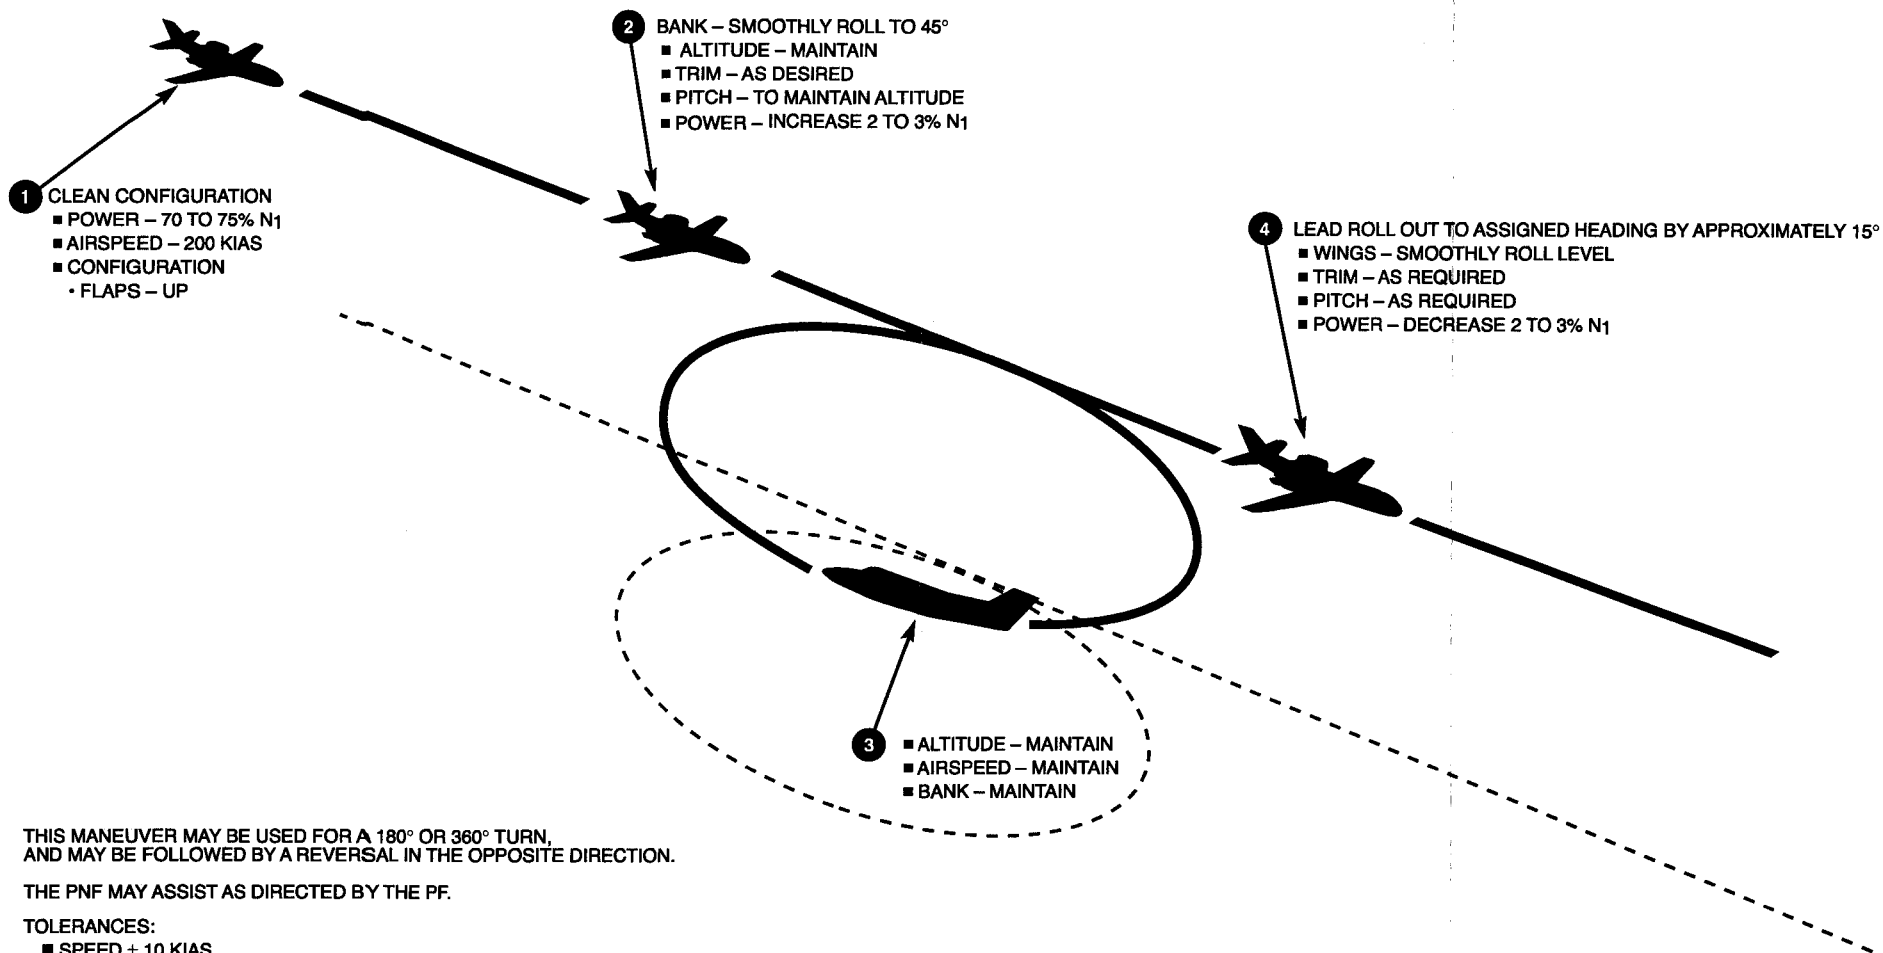 2 BANK – SMOOTHLY ROLL TO 45°
■ ALTITUDE – MAINTAIN
■ TRIM – AS DESIRED
■ PITCH – TO MAINTAIN ALTITUDE
■ POWER – INCREASE 2 TO 3% N1
1 CLEAN CONFIGURATION
■ POWER – 70 TO 75% N1
■ AIRSPEED – 200 KIAS
■ CONFIGURATION
• FLAPS – UP
4 LEAD ROLL OUT TO ASSIGNED HEADING BY APPROXIMATELY 15°
■ WINGS – SMOOTHLY ROLL LEVEL
■ TRIM – AS REQUIRED
■ PITCH – AS REQUIRED
■ POWER – DECREASE 2 TO 3% N1
3 ■ ALTITUDE – MAINTAIN
■ AIRSPEED – MAINTAIN
■ BANK – MAINTAIN
THIS MANEUVER MAY BE USED FOR A 180° OR 360° TURN,
AND MAY BE FOLLOWED BY A REVERSAL IN THE OPPOSITE DIRECTION.
THE PNF MAY ASSIST AS DIRECTED BY THE PF.
TOLERANCES:
■ SPEED ± 10 KIAS